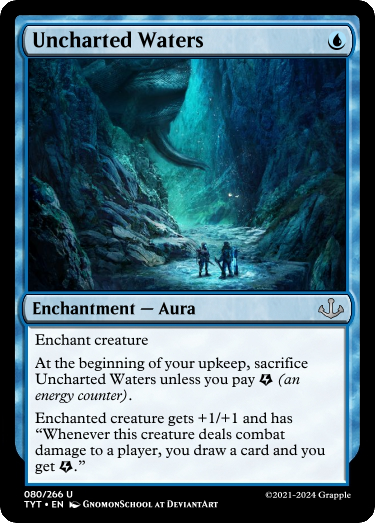 Uncharted Waters
Enchantment — Aura
Enchant creature
At the beginning of your upkeep, sacrifice
Uncharted Waters unless you pay (an
energy counter).
Enchanted creature gets +1/+1 and has
“Whenever this creature deals combat
damage to a player, you draw a card and you
get .”
080/266 U
TYT • EN GnomonSchool at DeviantArt
©2021-2024 Grapple